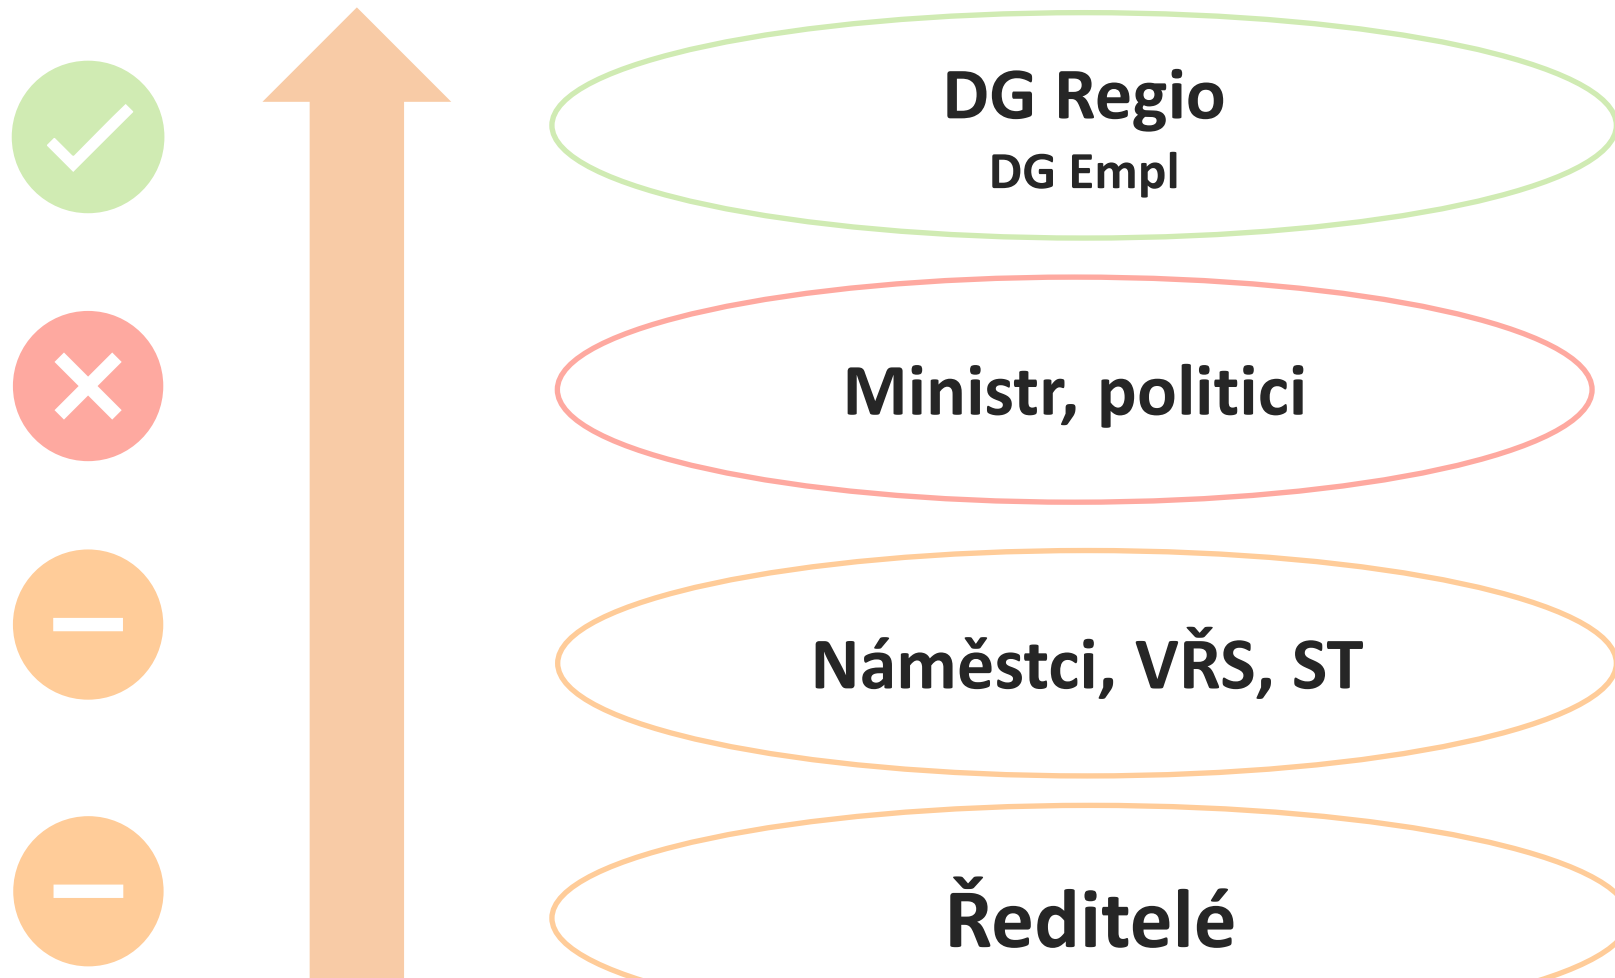 DG Regio
DG Empl
Ministr, politici
Náměstci, VŘS, ST
Ředitelé